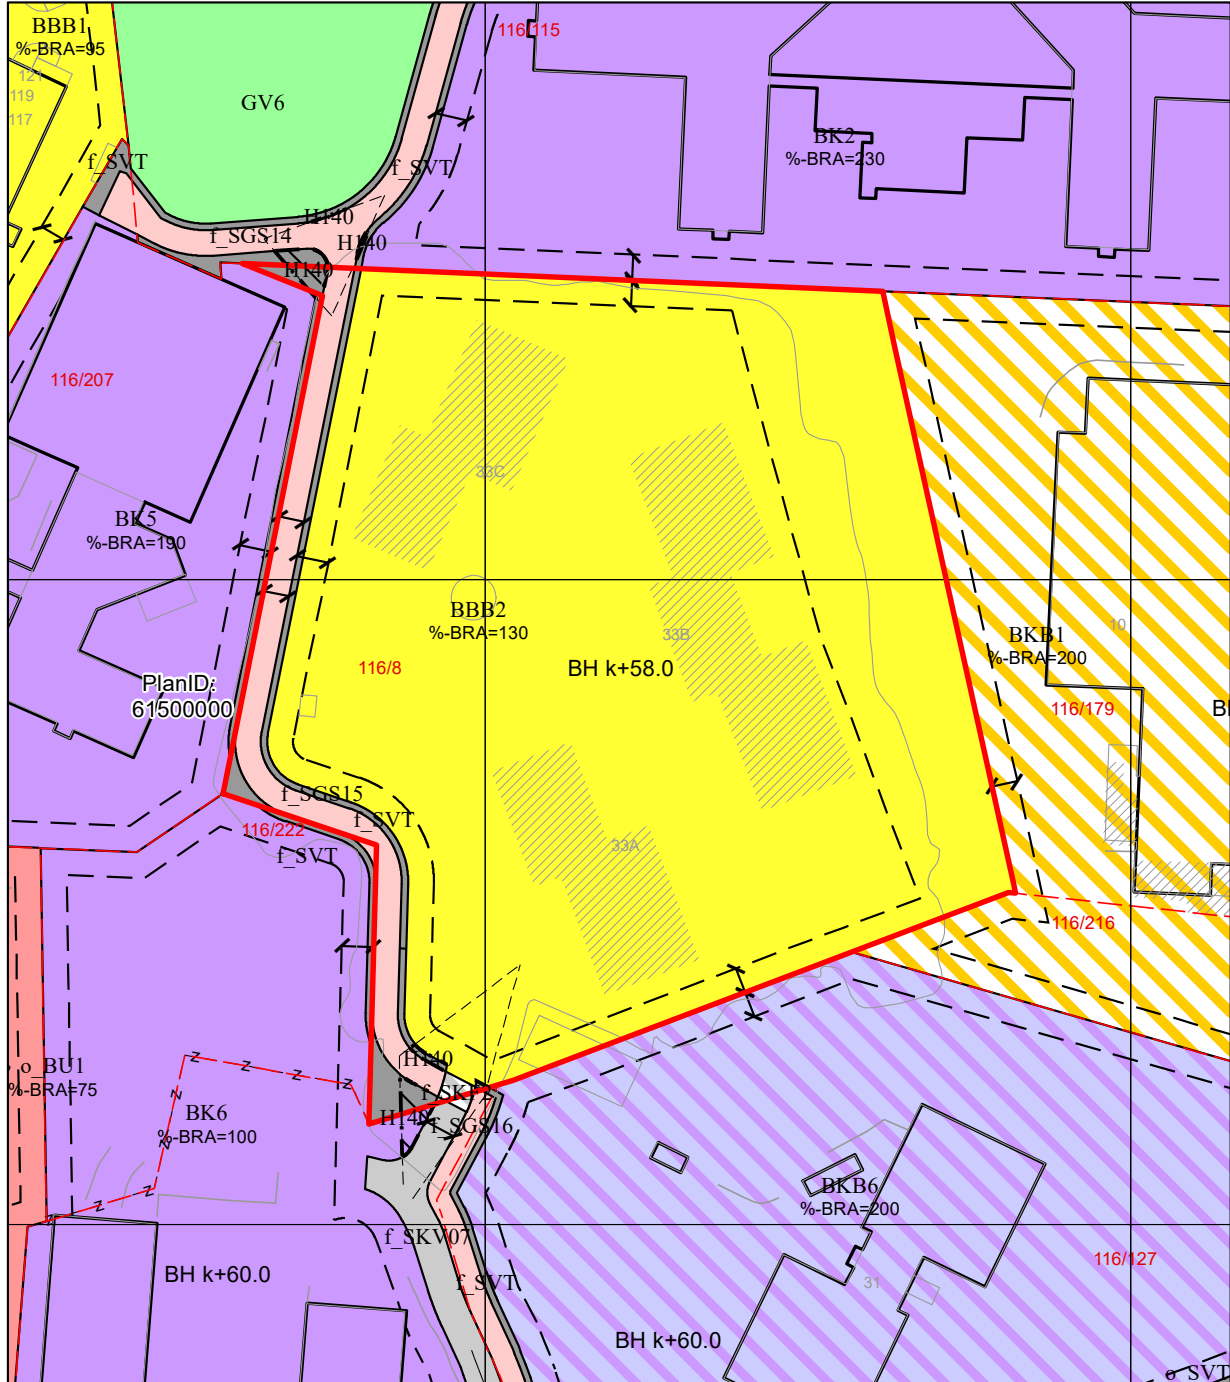 BBB1
%-BRA=95
121
119
117
116/115
GV6
BK2
%-BRA=230
f_SVT
f_SVT
H140
f_SGS14
H140
H140
116/207
33C
BK5
%-BRA=190
BBB2
%-BRA=130
33B
10
BKB1
%-BRA=200
116/8
BH k+58.0
PlanID:
61500000
116/179
f_SGS15
f_SVT
116/222
f_SVT
33A
116/216
H140
o_BU1
%-BRA=75
f_SKF2
BK6
%-BRA=100
f_SGS16
z
z
z
z
z
z
z
z
BKB6
%-BRA=200
f_SKV07
116/127
BH k+60.0
f_SVT
31
BH k+60.0
o_SVT